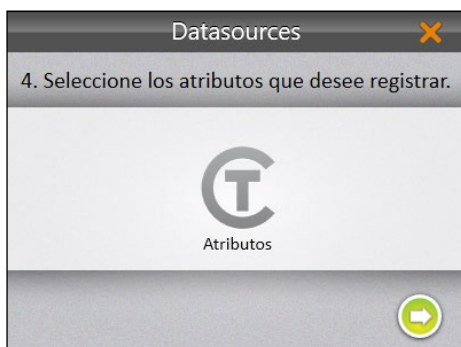 Datasources
4. Seleccione los atributos que desee registrar.
T
Atributos